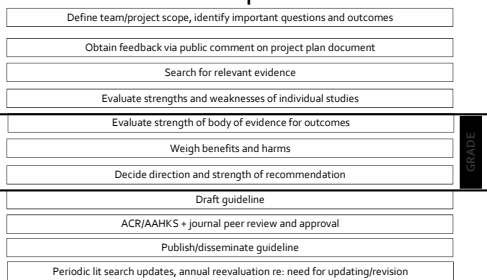 Define team/project scope, identify important questions and outcomes
Obtain feedback via public comment on project plan document
Search for relevant evidence
Evaluate strengths and weaknesses of individual studies
Evaluate strength of body of evidence for outcomes
Weigh benefits and harms
Decide direction and strength of recommendation
GRADE
Draft guideline
ACR/AAHKS + journal peer review and approval
Publish/disseminate guideline
Periodic lit search updates, annual reevaluation re: need for updating/revision